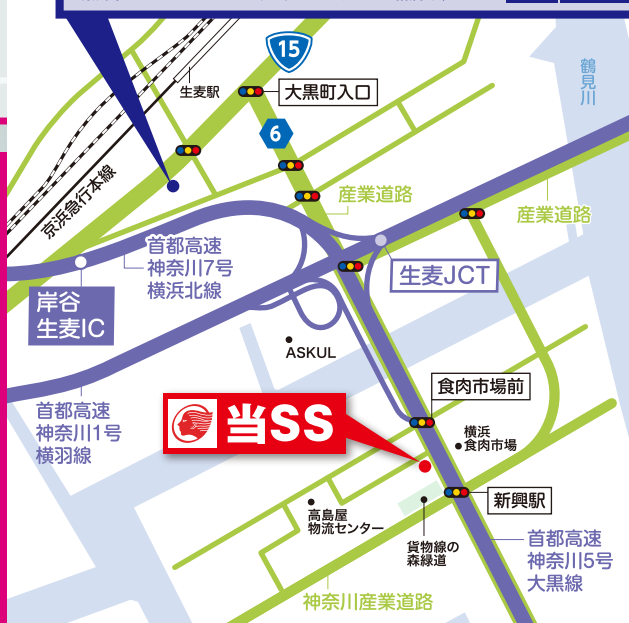 15
鶴見川
生麦駅
大黒町入口
6
京浜急行本線
産業道路
産業道路
首都高速
神奈川7号
横浜北線
生麦JCT
岸谷
生麦IC
ASKUL
食肉市場前
首都高速
神奈川1号
横羽線
当SS
横浜
食肉市場
新興駅
高島屋
物流センター
貨物線の
森緑道
首都高速
神奈川5号
大黒線
神奈川産業道路